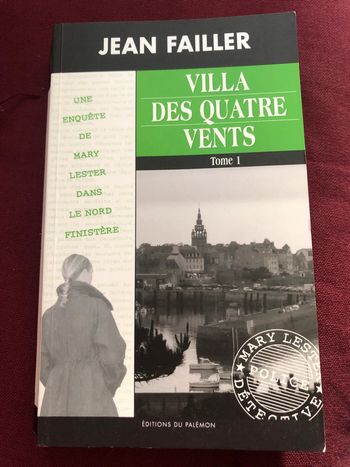 JEAN FAILLER
VILLA
DES QUATRE
VENTS
Tome 1
UNE
ENQUÊTE
DE
MARY
LESTER
DANS
LE NORD
FINISTÈRE
MARY LESTER
POLICE
DÉTECTIVE
ÉDITIONS DU PALÉMON